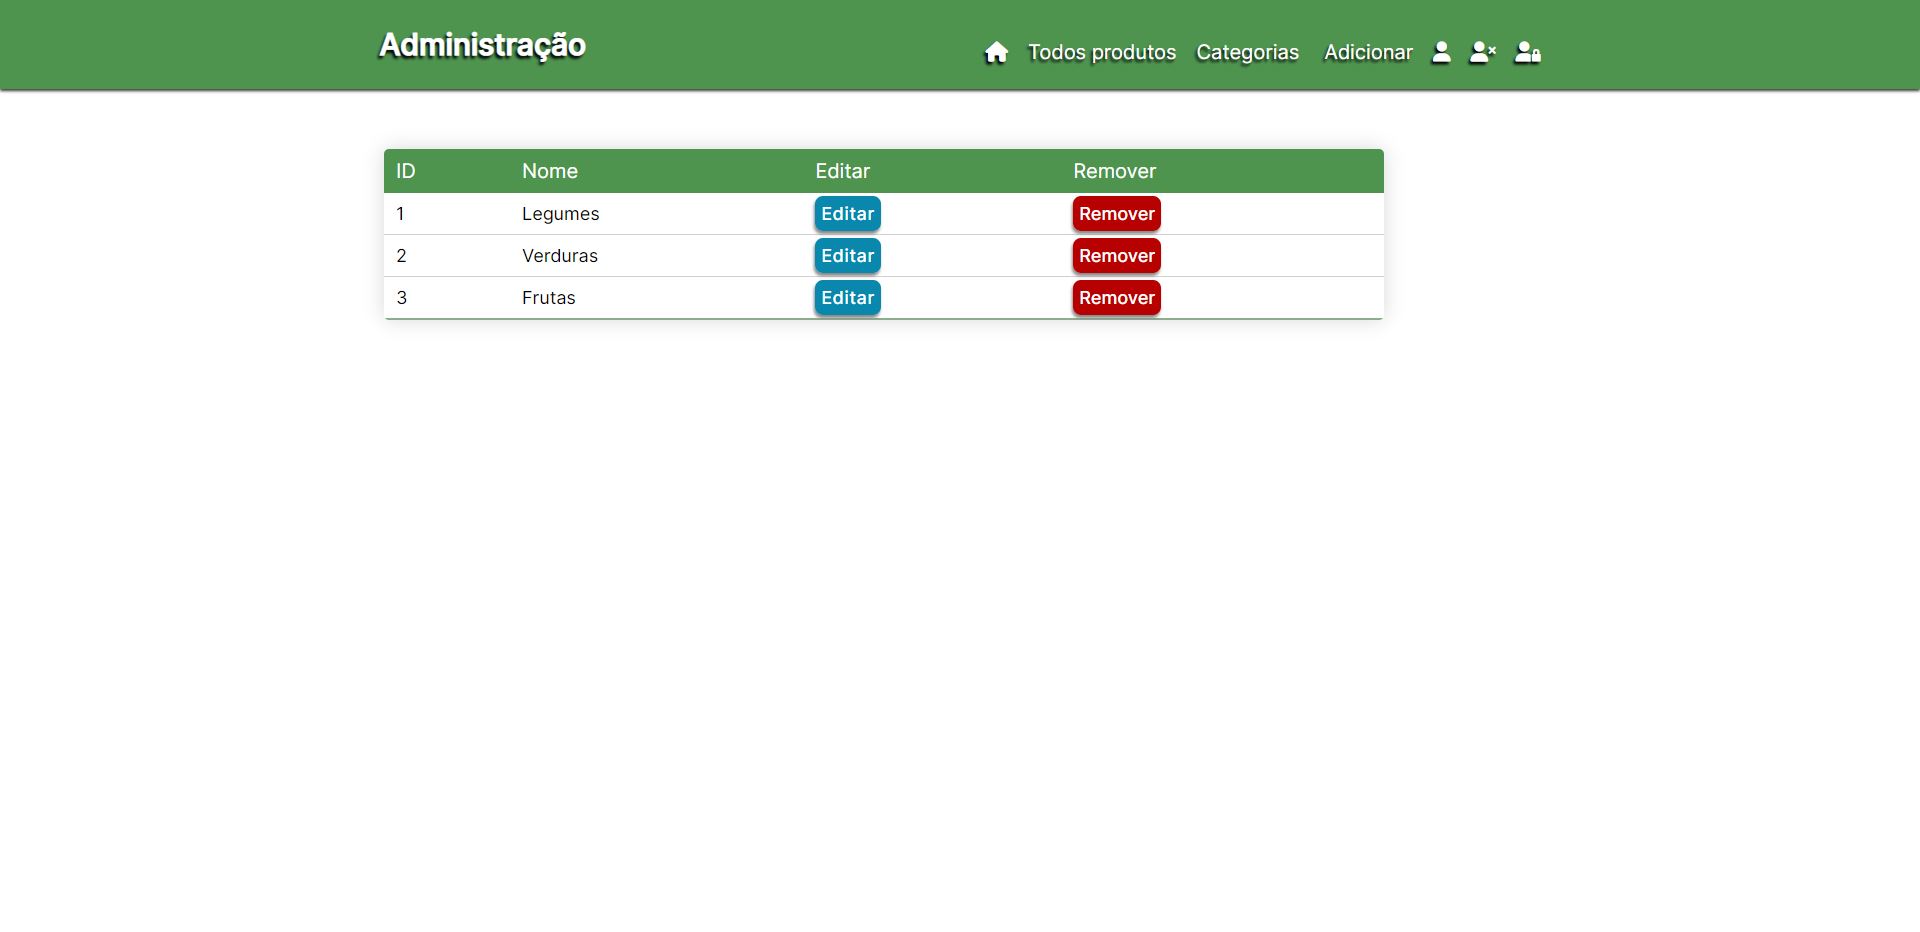 Administração
Todos produtos Categorias Adicionar
ID Nome Editar Remover
1 Legumes Editar Remover
2 Verduras Editar Remover
3 Frutas Editar Remover